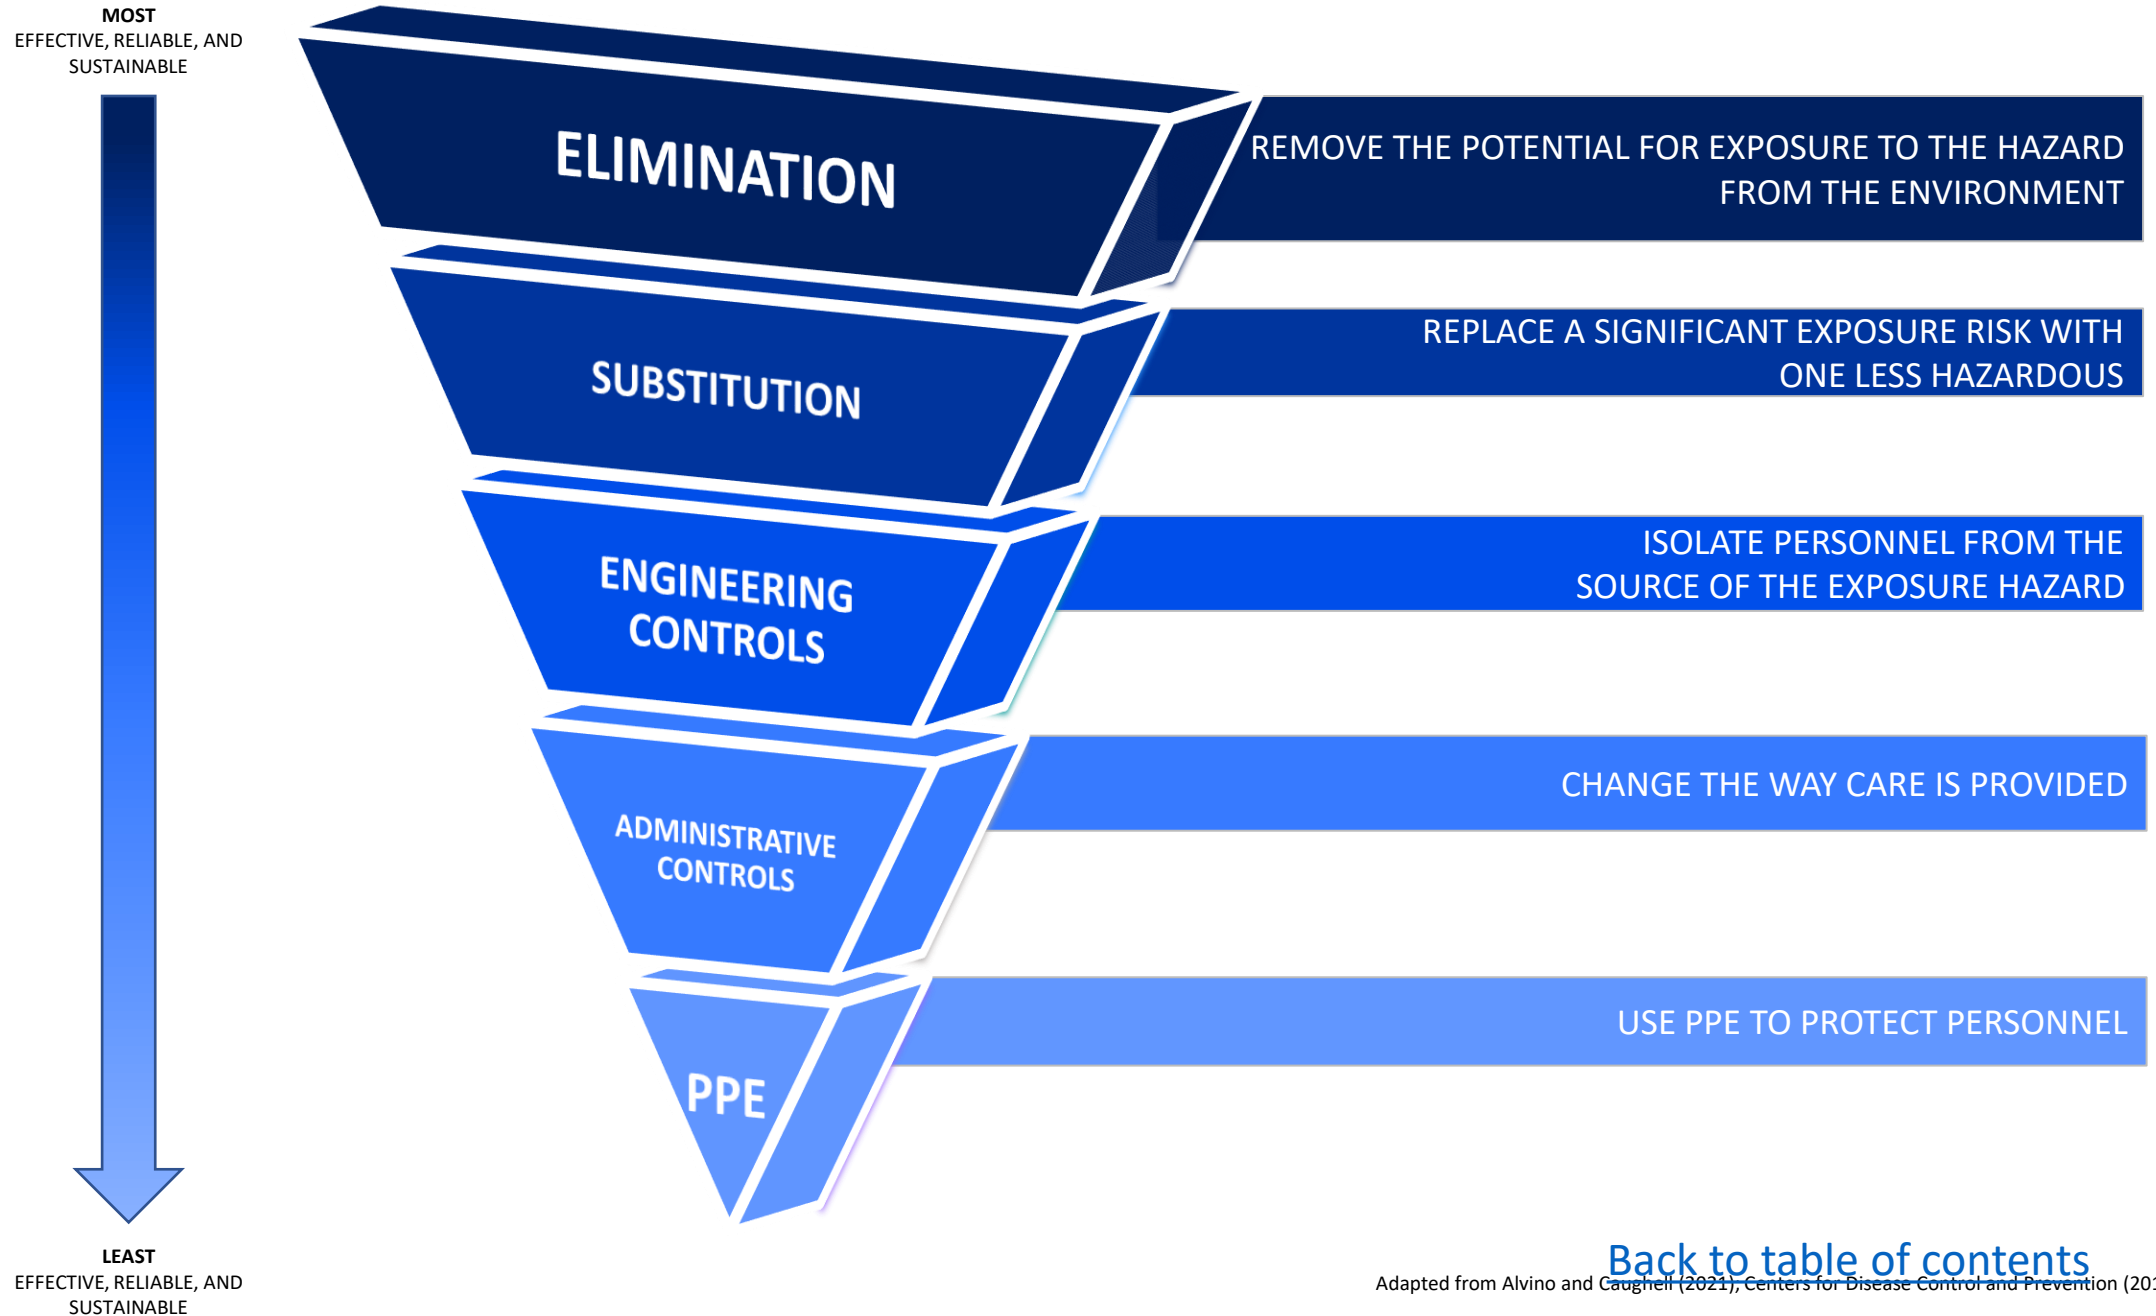 MOST
EFFECTIVE, RELIABLE, AND
SUSTAINABLE
ELIMINATION
REMOVE THE POTENTIAL FOR EXPOSURE TO THE HAZARD
FROM THE ENVIRONMENT
SUBSTITUTION
REPLACE A SIGNIFICANT EXPOSURE RISK WITH
ONE LESS HAZARDOUS
ENGINEERING
CONTROLS
ISOLATE PERSONNEL FROM THE
SOURCE OF THE EXPOSURE HAZARD
ADMINISTRATIVE
CONTROLS
CHANGE THE WAY CARE IS PROVIDED
PPE
USE PPE TO PROTECT PERSONNEL
LEAST
EFFECTIVE, RELIABLE, AND
SUSTAINABLE
Back to table of contents
Adapted from Alvino and Caughell (2021); Centers for Disease Control and Prevention (201